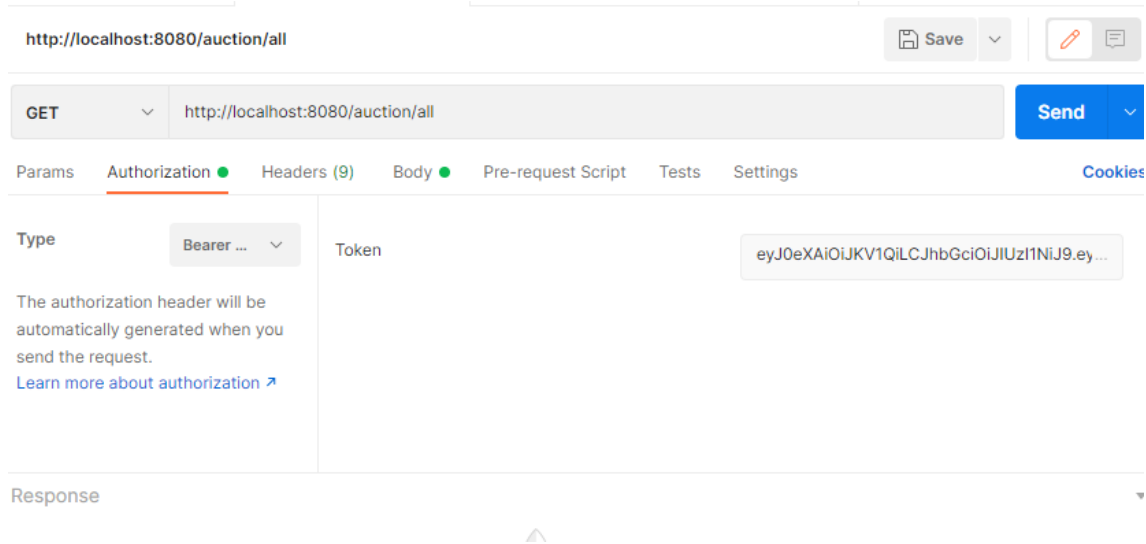 http://localhost:8080/auction/all
Save
GET
http://localhost:8080/auction/all
Send
Params Authorization Headers (9) Body Pre-request Script Tests Settings Cookies
Type
Bearer ...
Token
eyJ0eXAiOiJKV1QiLCJhbGciOiJIUzI1NiJ9.ey...
The authorization header will be
automatically generated when you
send the request.
Learn more about authorization ↗
Response